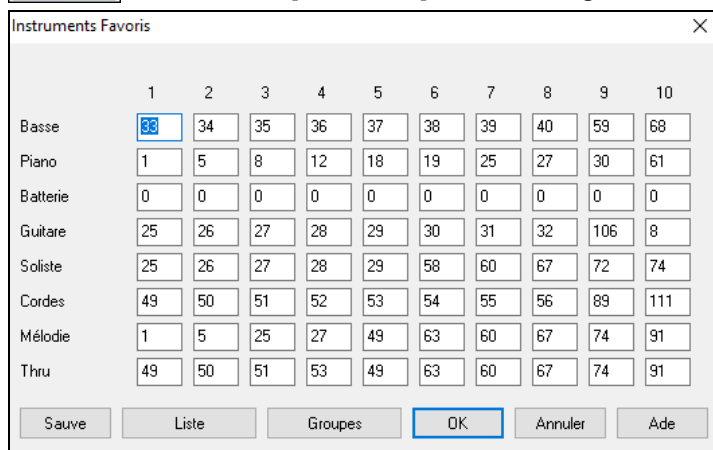 Instruments Favoris
1 2 3 4 5 6 7 8 9 10
Basse 33 34 35 36 37 38 39 40 59 68
Piano 1 5 8 12 18 19 25 27 30 61
Batterie 0 0 0 0 0 0 0 0 0 0
Guitare 25 26 27 28 29 30 31 32 106 8
Soliste 25 26 27 28 29 58 60 67 72 74
Cordes 49 50 51 52 53 54 55 56 89 111
Mélodie 1 5 25 27 49 63 60 67 74 91
Thru 49 50 51 53 49 63 60 67 74 91
Sauve Liste Groupes OK Annuler Ade